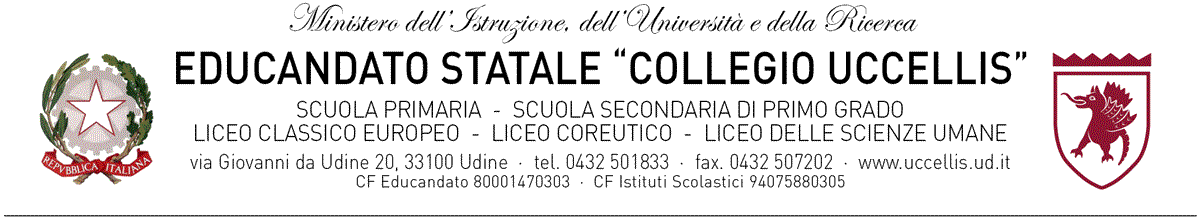 Ministero dell'Istruzione, dell'Università e della Ricerca
EDUCANDATO STATALE “COLLEGIO UCCELLIS”
SCUOLA PRIMARIA - SCUOLA SECONDARIA DI PRIMO GRADO
LICEO CLASSICO EUROPEO - LICEO COREUTICO - LICEO DELLE SCIENZE UMANE
via Giovanni da Udine 20, 33100 Udine · tel. 0432 501833 · fax. 0432 507202 · www.uccellis.ud.it
CF Educandato 80001470303 · CF Istituti Scolastici 94075880305
REPVBBLICA ITALIANA